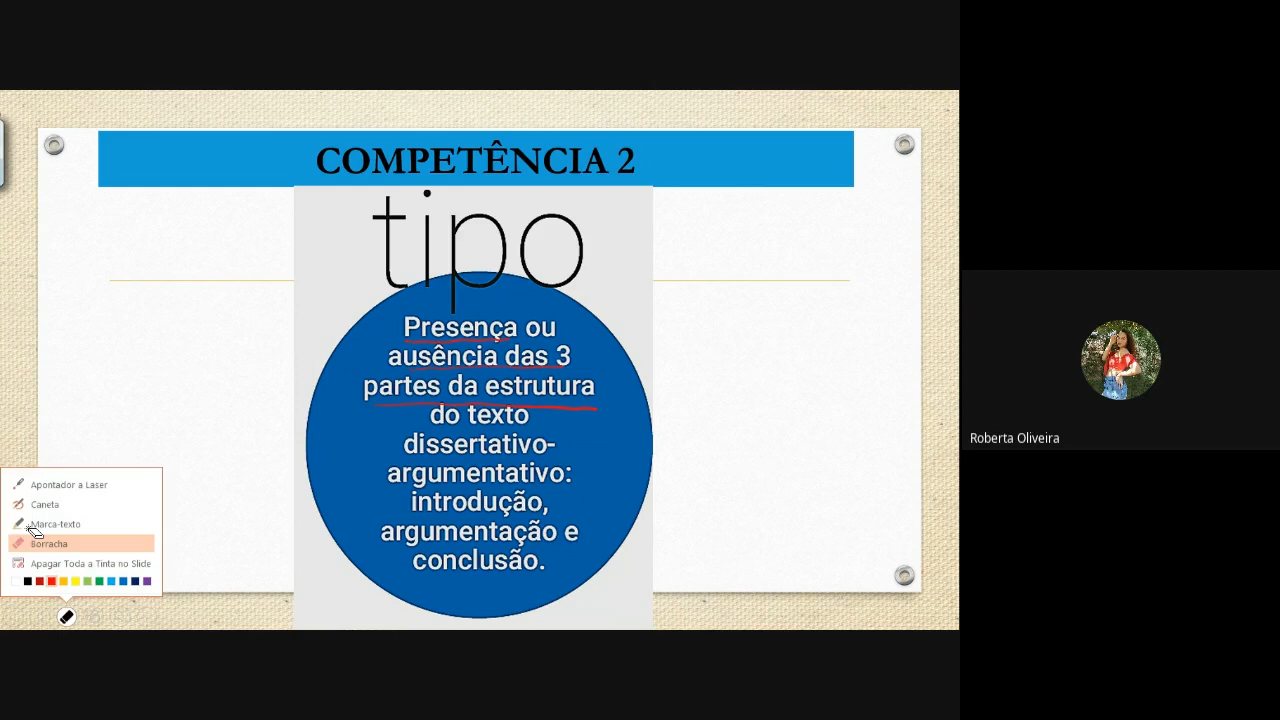 COMPETÊNCIA 2
tipo
Presença ou
ausência das 3
partes da estrutura
do texto
dissertativo-
argumentativo:
introdução,
argumentação e
conclusão.
Apontador a Laser
Caneta
Marca-texto
Borracha
Apagar Toda a Tinta no Slide
Roberta Oliveira